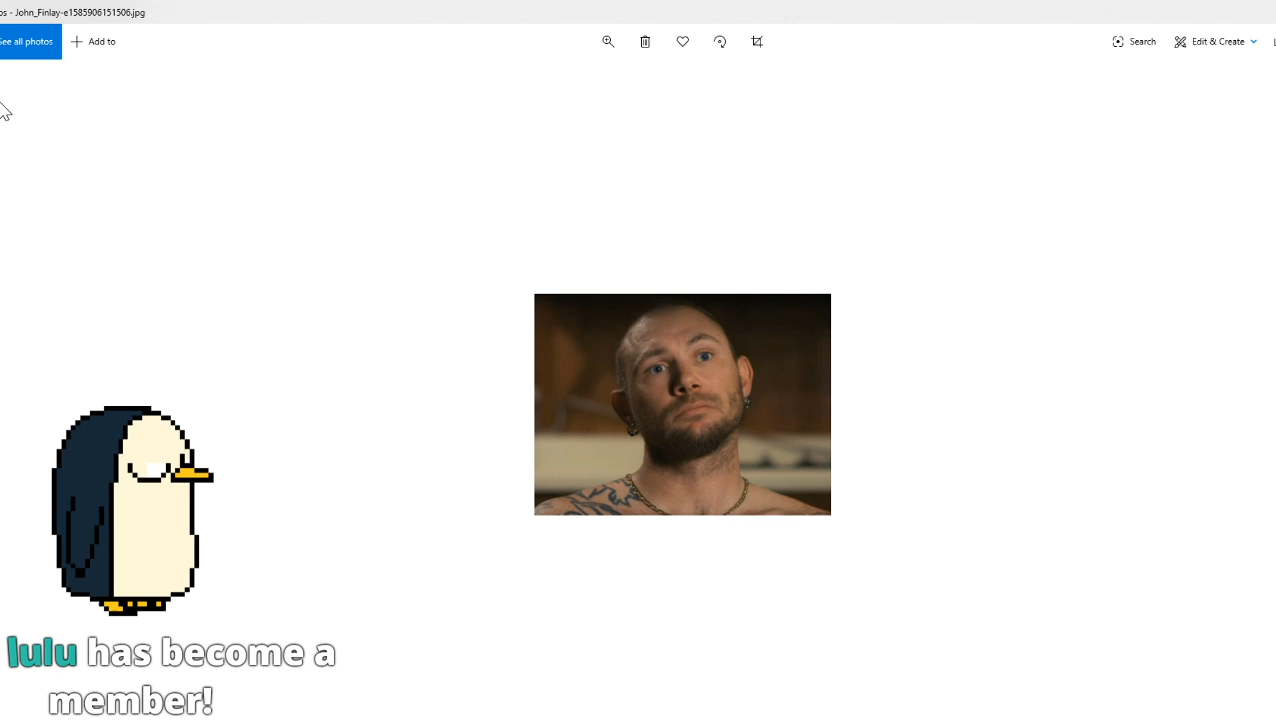 os - John_Finlay-e1585906151506.jpg
See all photos
Add to
Search
Edit & Create
lulu has become a
member!